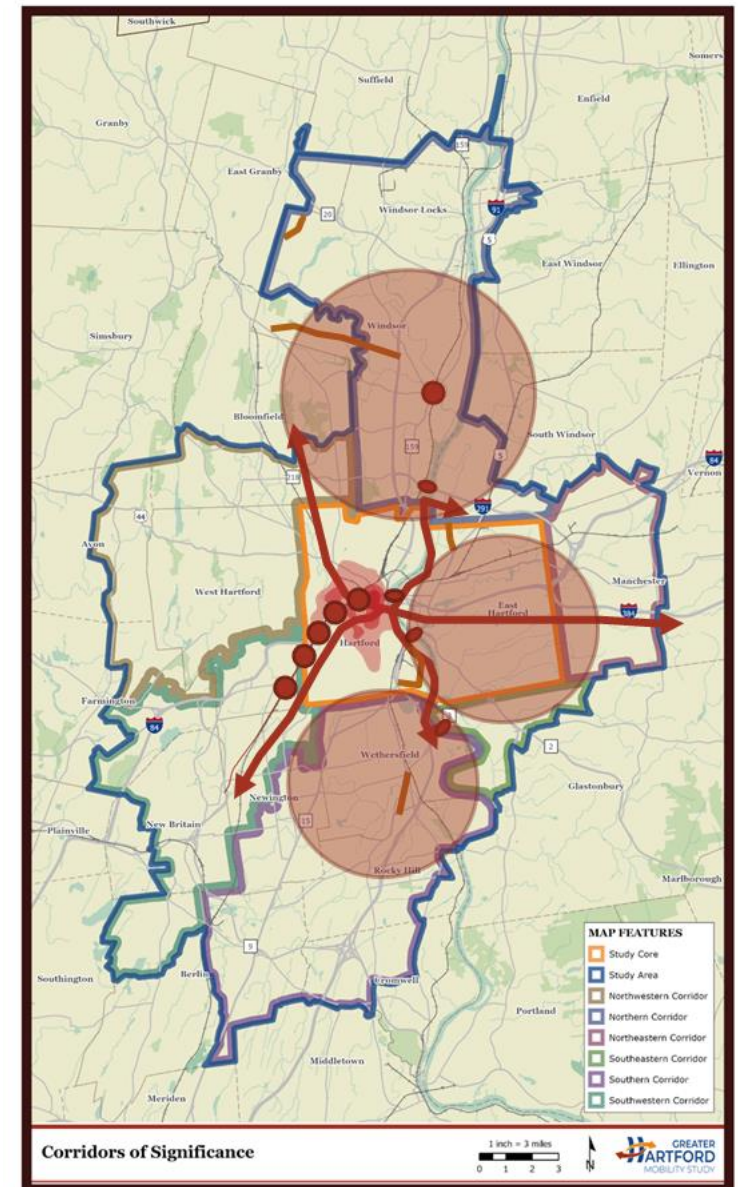 Southwick
Somers
Suffield
Enfield
Granby
159
East Granby
20
Windsor Locks
91
5
East Windsor
Ellington
Windsor
Simsbury
Bloomfield
159
South Windsor
5
84
Vernon
218
44
291
Avon
Manchester
West Hartford
East
Hartford
384
Hartford
Farmington
84
2
Wethersfield
Glastonbury
Newington
15
New Britain
Plainville
Rocky Hill
Marlborough
9
Southington
Berlin
Cromwell
Portland
Middletown
Meriden
MAP FEATURES
Study Core
Study Area
Northwestern Corridor
Northern Corridor
Northeastern Corridor
Southeastern Corridor
Southern Corridor
Southwestern Corridor
Corridors of Significance
1 inch = 3 miles
0 1 2 3
N
GREATER
HARTFORD
MOBILITY STUDY